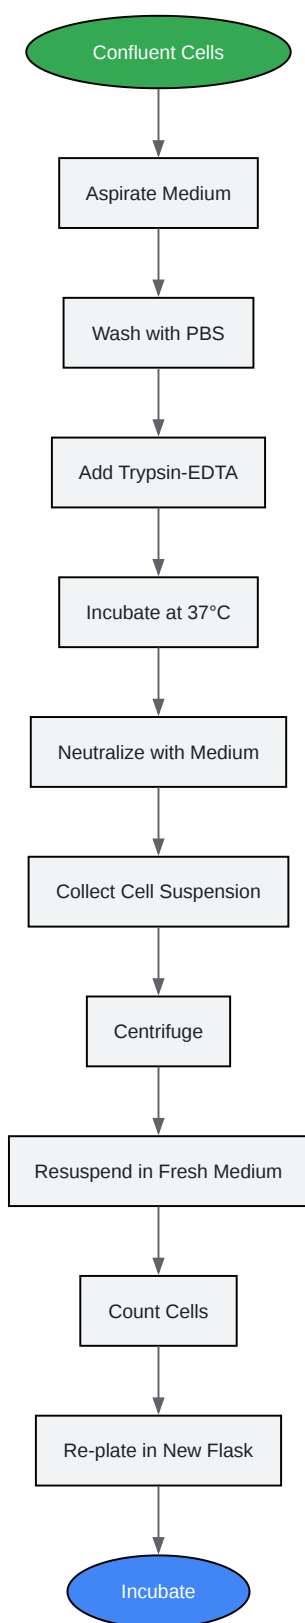 Confluent Cells
Aspirate Medium
Wash with PBS
Add Trypsin-EDTA
Incubate at 37°C
Neutralize with Medium
Collect Cell Suspension
Centrifuge
Resuspend in Fresh Medium
Count Cells
Re-plate in New Flask
Incubate